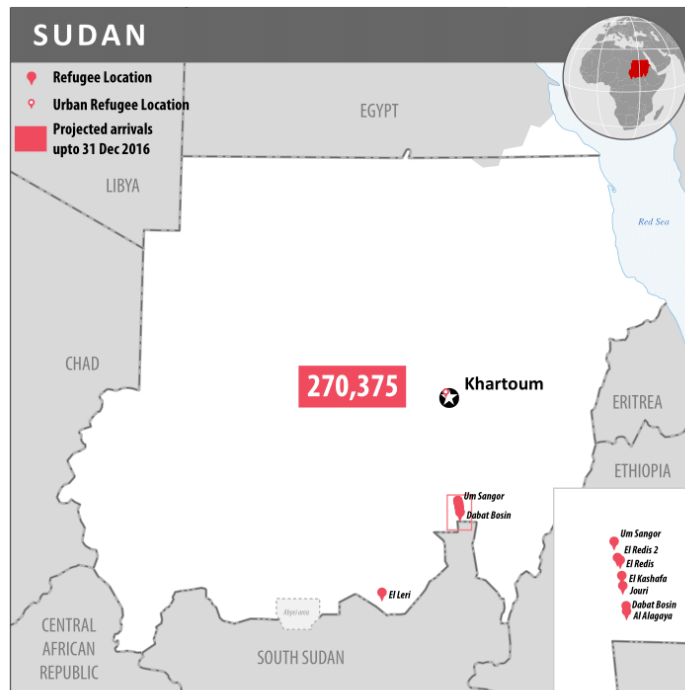 SUDAN
Refugee Location
Urban Refugee Location
Projected arrivals
upto 31 Dec 2016
EGYPT
LIBYA
Red Sea
CHAD
270,375
Khartoum
ERITREA
ETHIOPIA
Um Sangor
Dabat Bosin
Um Sangor
El Redis 2
El Redis
El Kashafa
Jouri
Dabat Bosin
Al Alagaya
El Leri
Abyei area
CENTRAL
AFRICAN
REPUBLIC
SOUTH SUDAN